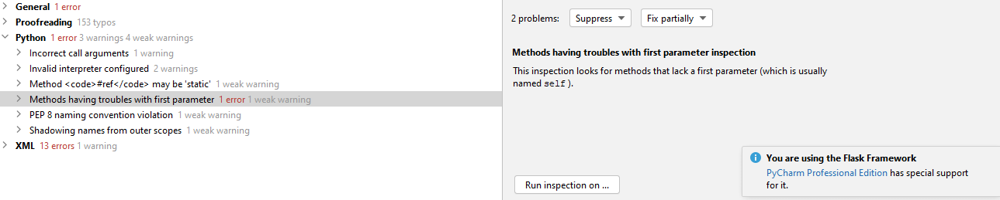 General 1 error
Proofreading 153 typos
Python 1 error 3 warnings 4 weak warnings
Incorrect call arguments 1 warning
Invalid interpreter configured 2 warnings
Method <code>#ref</code> may be 'static' 1 weak warning
Methods having troubles with first parameter 1 error 1 weak warning
PEP 8 naming convention violation 1 weak warning
Shadowing names from outer scopes 1 weak warning
XML 13 errors 1 warning
2 problems: Suppress Fix partially
Methods having troubles with first parameter inspection
This inspection looks for methods that lack a first parameter (which is usually
named self ).
Run inspection on ...
You are using the Flask Framework
PyCharm Professional Edition has special support
for it.